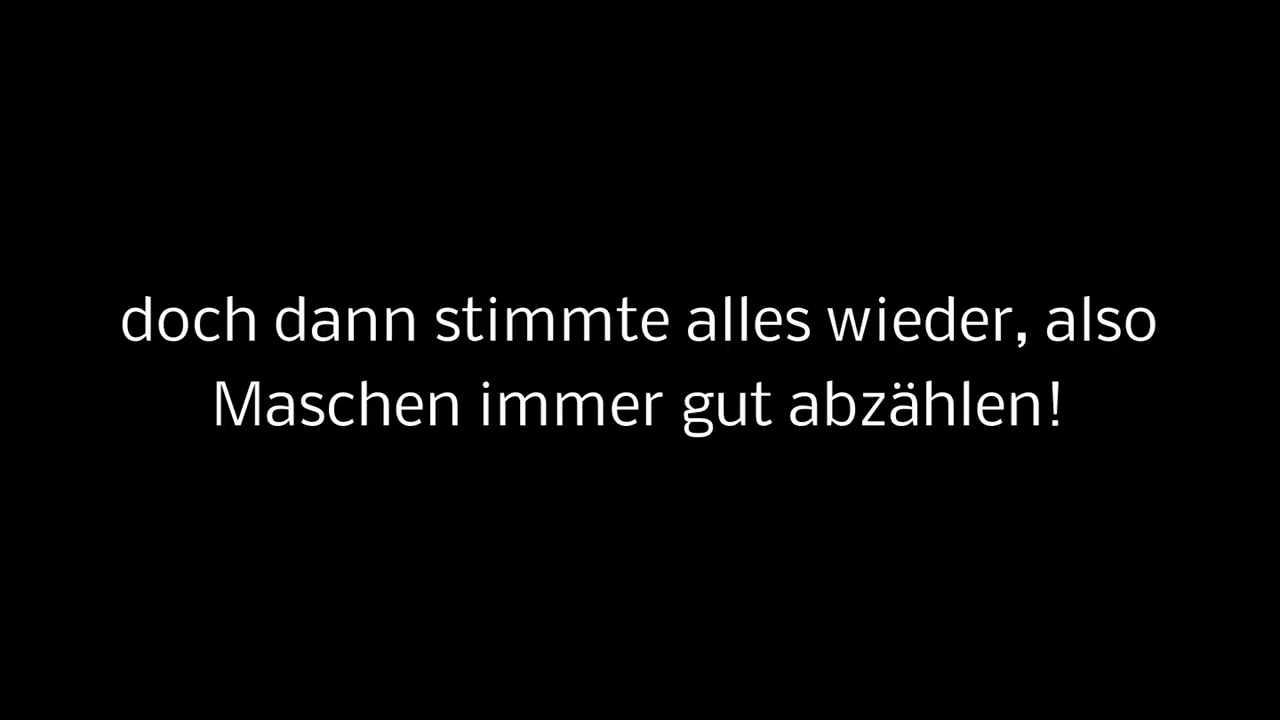 doch dann stimmte alles wieder, also
Maschen immer gut abzählen!